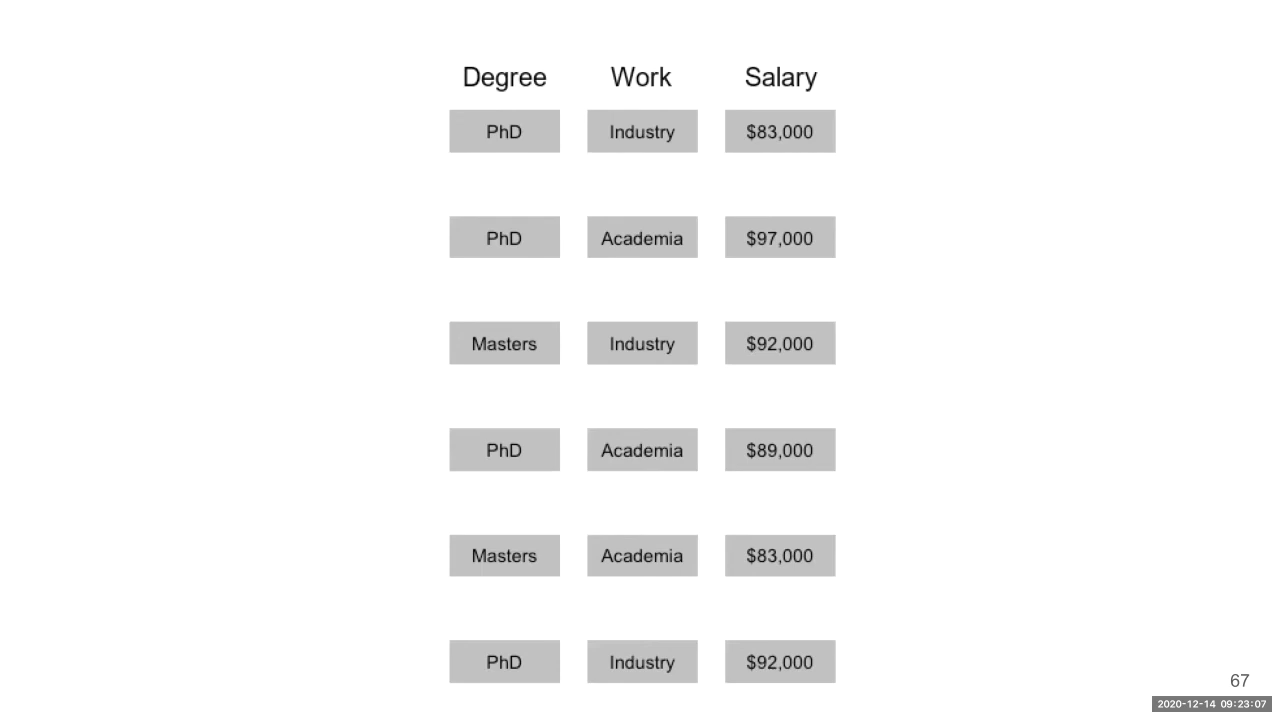 Degree Work Salary
PhD Industry $83,000
PhD Academia $97,000
Masters Industry $92,000
PhD Academia $89,000
Masters Academia $83,000
PhD Industry $92,000
67
2020-12-14 09:23:07